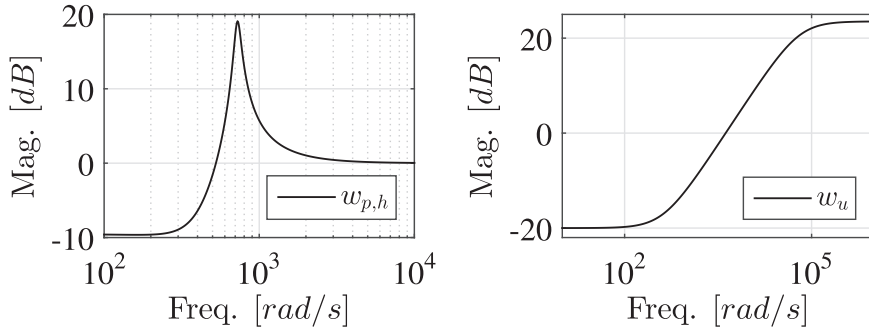 20
10
0
-10
10^2
10^3
10^4
Mag. [dB]
Freq. [rad/s]
w_{p,h}
20
0
-20
10^2
10^5
Mag. [dB]
Freq. [rad/s]
w_u